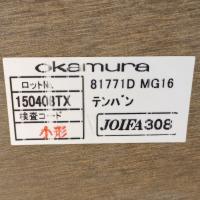 okamura
ロットNo. 81771D MG16
150403TX テンバン
検査コード
小形 JOIFA308